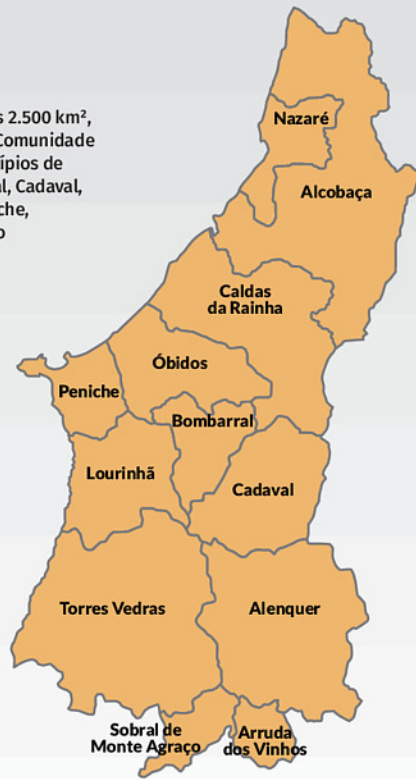 s 2.500 km²,
Comunidade
ípios de
al, Cadaval,
che,
o
Nazaré
Alcobaça
Caldas
da Rainha
Óbidos
Peniche
Bombarral
Lourinhã
Cadaval
Torres Vedras
Alenquer
Sobral de
Monte Agraço
Arruda
dos Vinhos